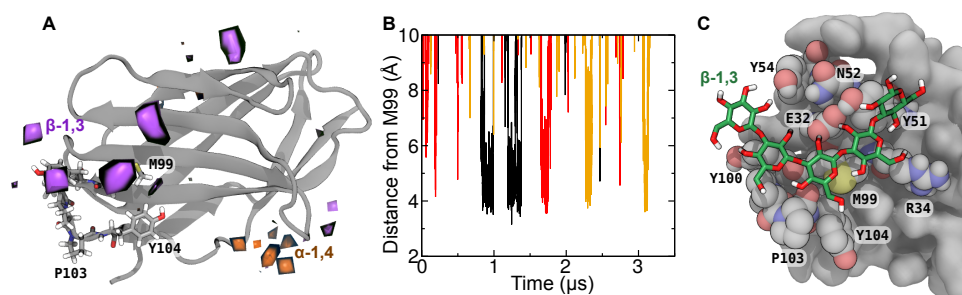 A
β-1,3
M99
P103
Y104
α-1,4
B
Distance from M99 (Å)
10
8
6
4
2
0
1
2
3
Time (µs)
C
Y54
N52
β-1,3
E32
Y51
Y100
M99
R34
Y104
P103